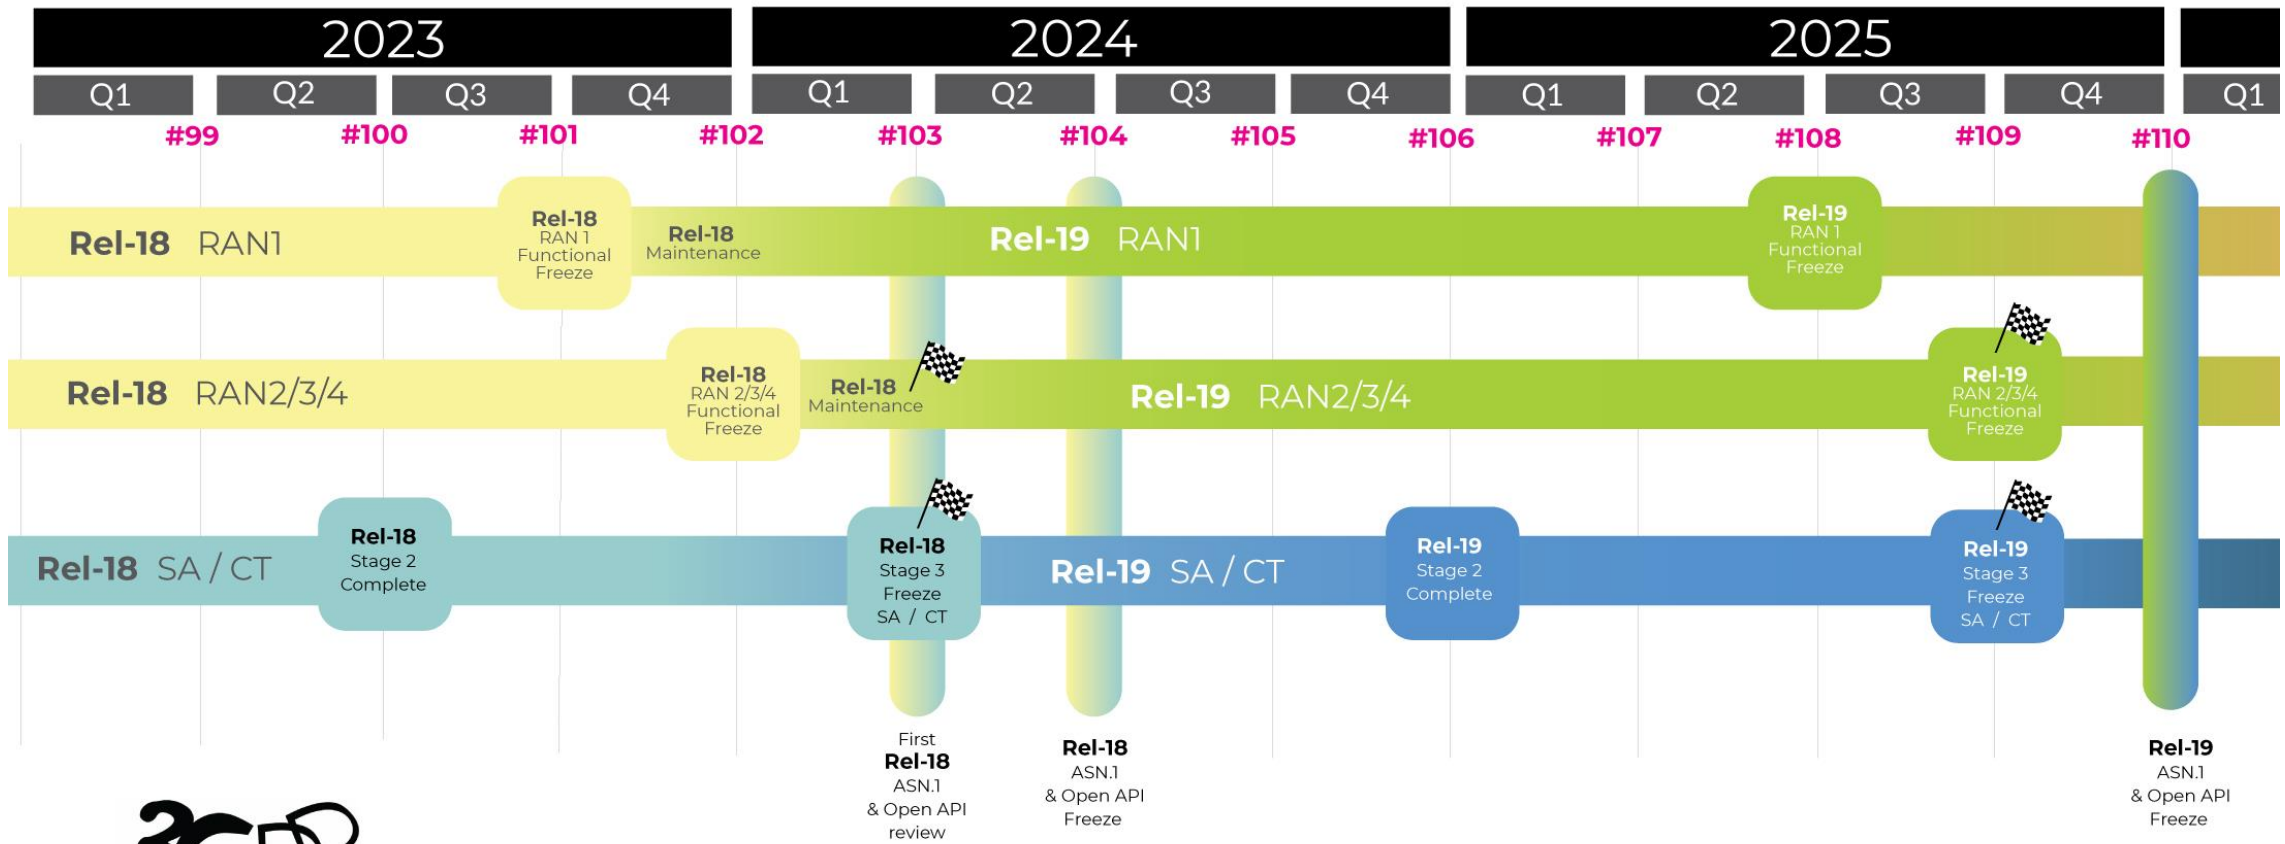 2023 2024 2025
Q1 Q2 Q3 Q4 Q1 Q2 Q3 Q4 Q1 Q2 Q3 Q4 Q1
#99 #100 #101 #102 #103 #104 #105 #106 #107 #108 #109 #110
Rel-18 RAN1
Rel-18
RAN 1
Functional
Freeze
Rel-18
Maintenance
Rel-19 RAN1
Rel-19
RAN 1
Functional
Freeze
Rel-18 RAN2/3/4
Rel-18
RAN 2/3/4
Functional
Freeze
Rel-18
Maintenance
Rel-19 RAN2/3/4
Rel-19
RAN 2/3/4
Functional
Freeze
Rel-18 SA / CT
Rel-18
Stage 2
Complete
Rel-18
Stage 3
Freeze
SA / CT
Rel-19 SA / CT
Rel-19
Stage 2
Complete
Rel-19
Stage 3
Freeze
SA / CT
First
Rel-18
ASN.1
& Open API
review
Rel-18
ASN.1
& Open API
Freeze
Rel-19
ASN.1
& Open API
Freeze